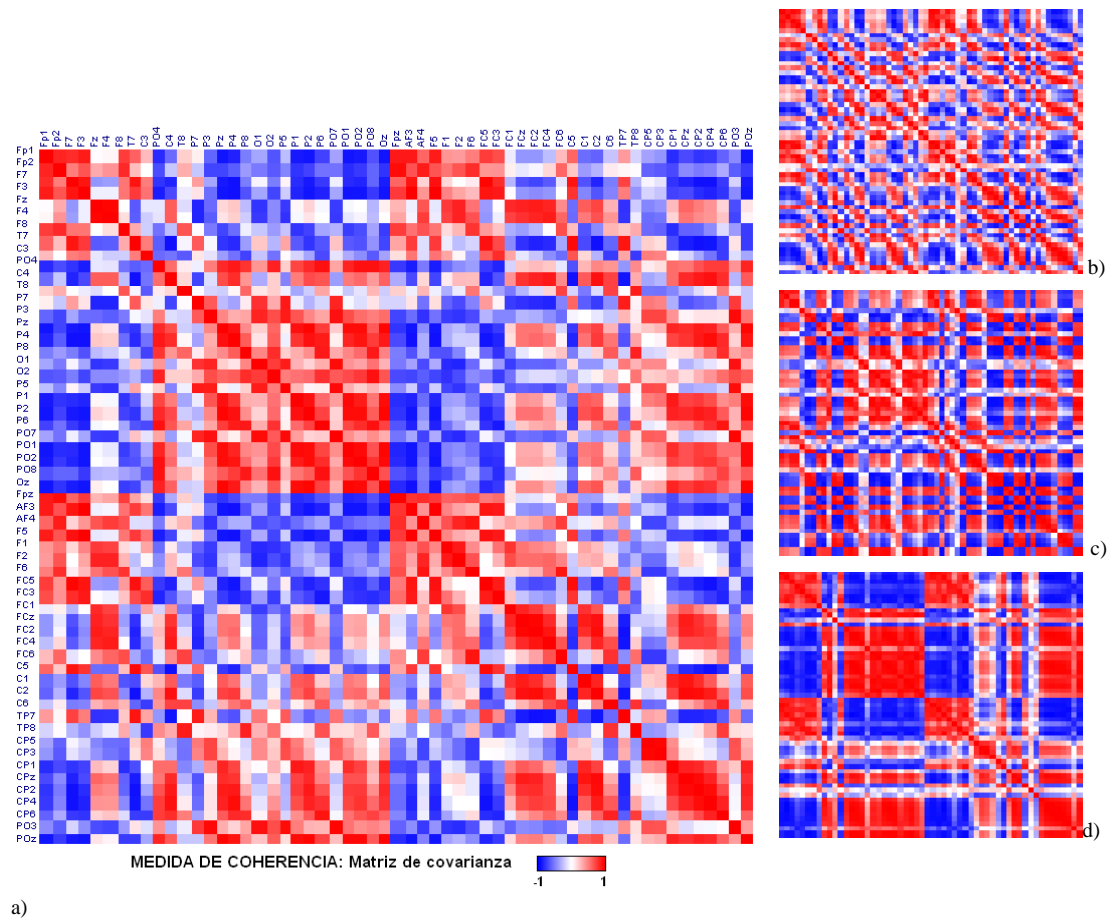 Fp1 Fp2 F7 F3 Fz F4 F8 T7 C3 PO4 C4 T8 P7 P3 Pz P4 P8 O1 O2 P5 P1 P2 P6 PO7 PO1 PO2 PO8 Oz Fpz AF3 AF4 F5 F1 F2 F6 FC5 FC3 FC1 FCz FC2 FC4 FC6 C5 C1 C2 C6 TP7 TP8 CP5 CP3 CP1 CPz CP2 CP4 CP6 PO3 POz
Fp1
Fp2
F7
F3
Fz
F4
F8
T7
C3
PO4
C4
T8
P7
P3
Pz
P4
P8
O1
O2
P5
P1
P2
P6
PO7
PO1
PO2
PO8
Oz
Fpz
AF3
AF4
F5
F1
F2
F6
FC5
FC3
FC1
FCz
FC2
FC4
FC6
C5
C1
C2
C6
TP7
TP8
CP5
CP3
CP1
CPz
CP2
CP4
CP6
PO3
POz
MEDIDA DE COHERENCIA: Matriz de covarianza
-1 1
a)
b)
c)
d)